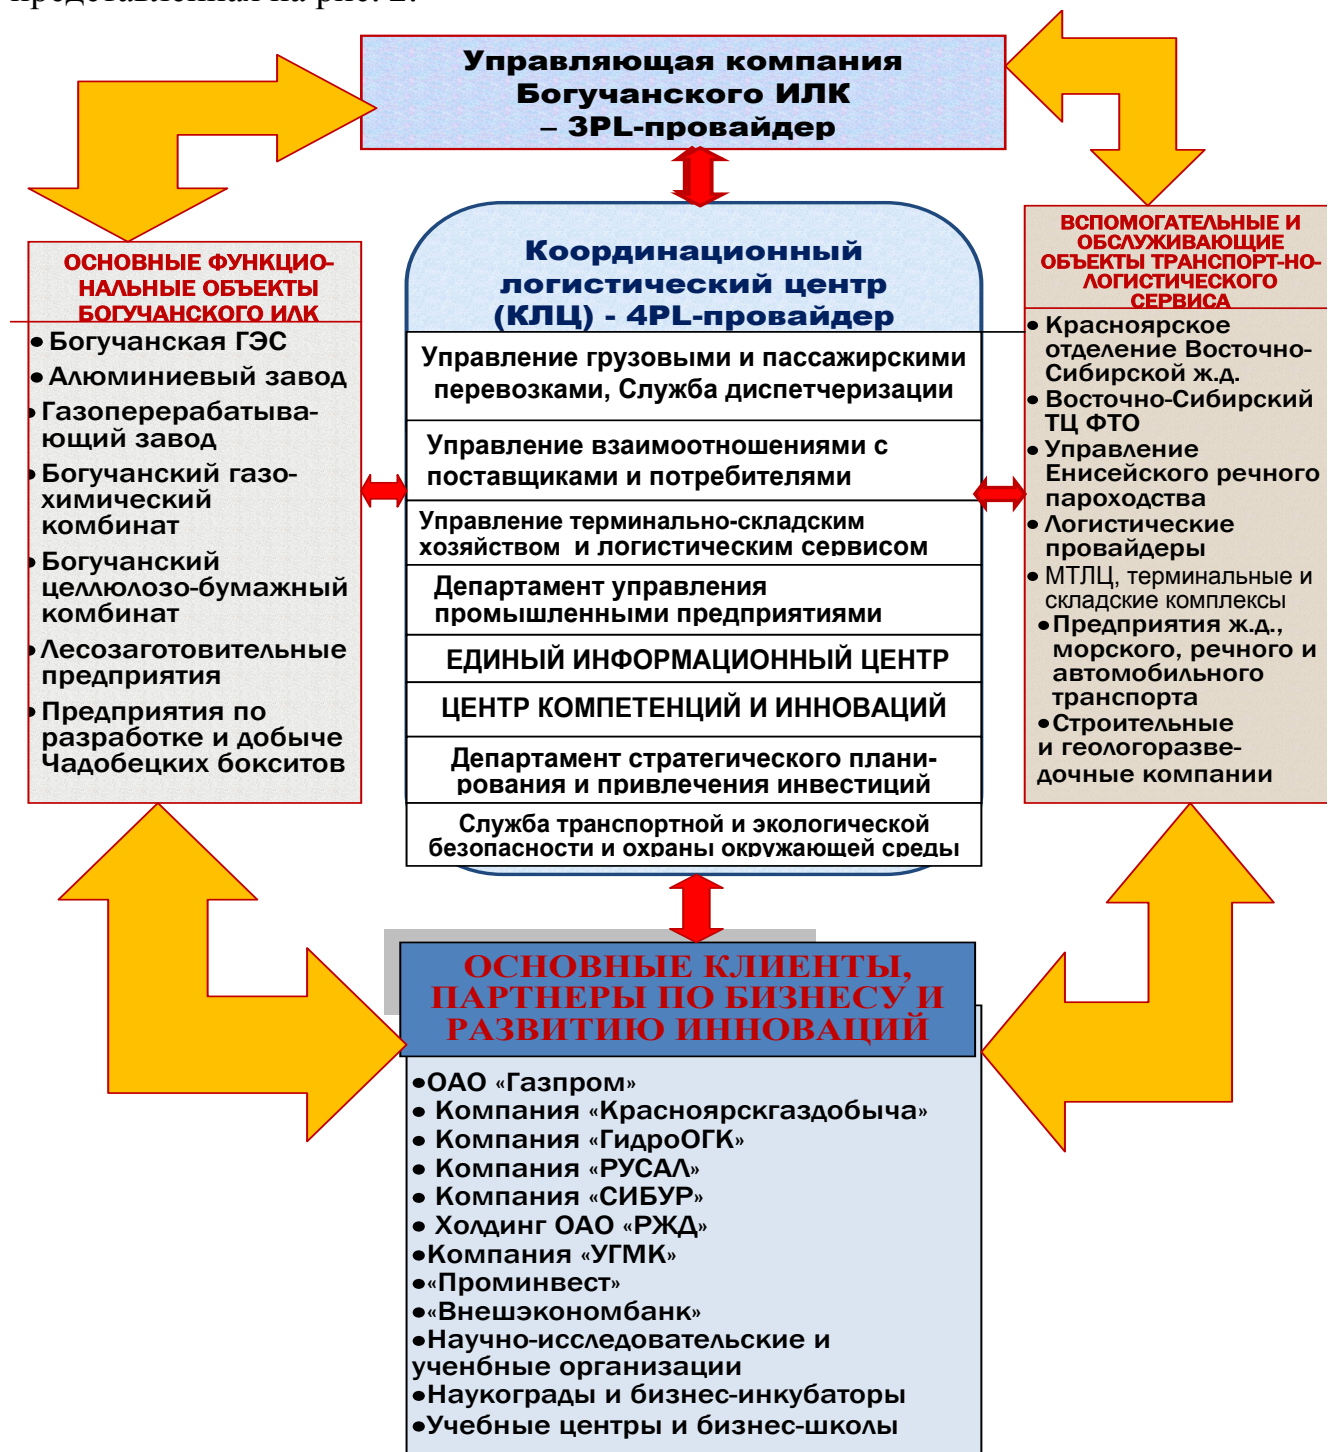 представленная на рис. 2.
Управляющая компания
Богучанского ИЛК
– 3PL-провайдер
ОСНОВНЫЕ ФУНКЦИО-
НАЛЬНЫЕ ОБЪЕКТЫ
БОГУЧАНСКОГО ИЛК
• Богучанская ГЭС
• Алюминиевый завод
• Газоперерабатыва-
ющий завод
• Богучанский газо-
химический
комбинат
• Богучанский
целлюлозо-бумажный
комбинат
• Лесозаготовительные
предприятия
• Предприятия по
разработке и добыче
Чадобецких бокситов
Координационный
логистический центр
(КЛЦ) - 4PL-провайдер
Управление грузовыми и пассажирскими
перевозками, Служба диспетчеризации
Управление взаимоотношениями с
поставщиками и потребителями
Управление терминально-складским
хозяйством и логистическим сервисом
Департамент управления
промышленными предприятиями
ЕДИНЫЙ ИНФОРМАЦИОННЫЙ ЦЕНТР
ЦЕНТР КОМПЕТЕНЦИЙ И ИННОВАЦИЙ
Департамент стратегического плани-
рования и привлечения инвестиций
Служба транспортной и экологической
безопасности и охраны окружающей среды
ВСПОМОГАТЕЛЬНЫЕ И
ОБСЛУЖИВАЮЩИЕ
ОБЪЕКТЫ ТРАНСПОРТ-НО-
ЛОГИСТИЧЕСКОГО
СЕРВИСА
• Красноярское
отделение Восточно-
Сибирской ж.д.
• Восточно-Сибирский
ТЦ ФТО
• Управление
Енисейского речного
пароходства
• Логистические
провайдеры
• МТЛЦ, терминальные и
складские комплексы
• Предприятия ж.д.,
морского, речного и
автомобильного
транспорта
• Строительные
и геологоразве-
дочные компании
ОСНОВНЫЕ КЛИЕНТЫ,
ПАРТНЕРЫ ПО БИЗНЕСУ И
РАЗВИТИЮ ИННОВАЦИЙ
•ОАО «Газпром»
• Компания «Красноярскгаздобыча»
• Компания «ГидроОГК»
• Компания «РУСАЛ»
• Компания «СИБУР»
• Холдинг ОАО «РЖД»
•Компания «УГМК»
•«Проминвест»
•«Внешэкономбанк»
•Научно-исследовательские и
ученбные организации
•Наукограды и бизнес-инкубаторы
•Учебные центры и бизнес-школы